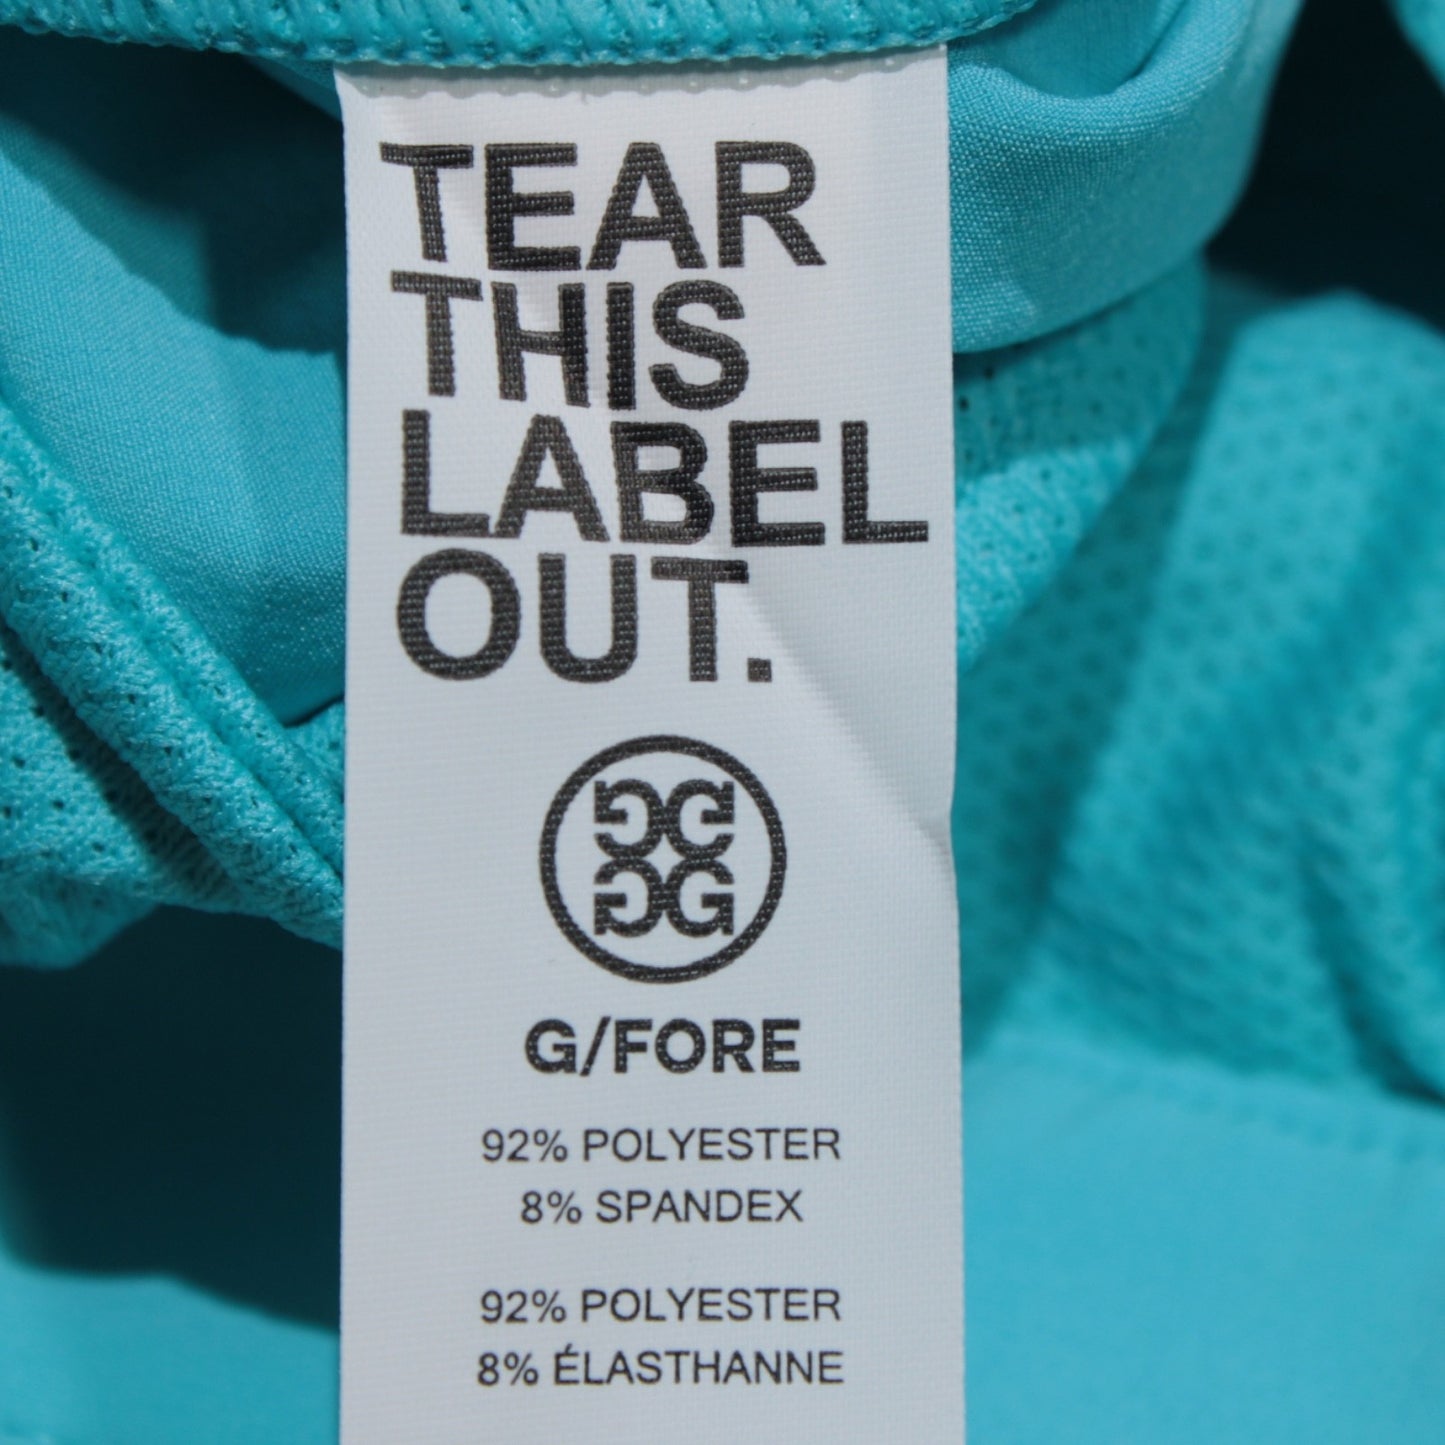 TEAR
THIS
LABEL
OUT.
G/FORE
92% POLYESTER
8% SPANDEX
92% POLYESTER
8% ÉLASTHANNE